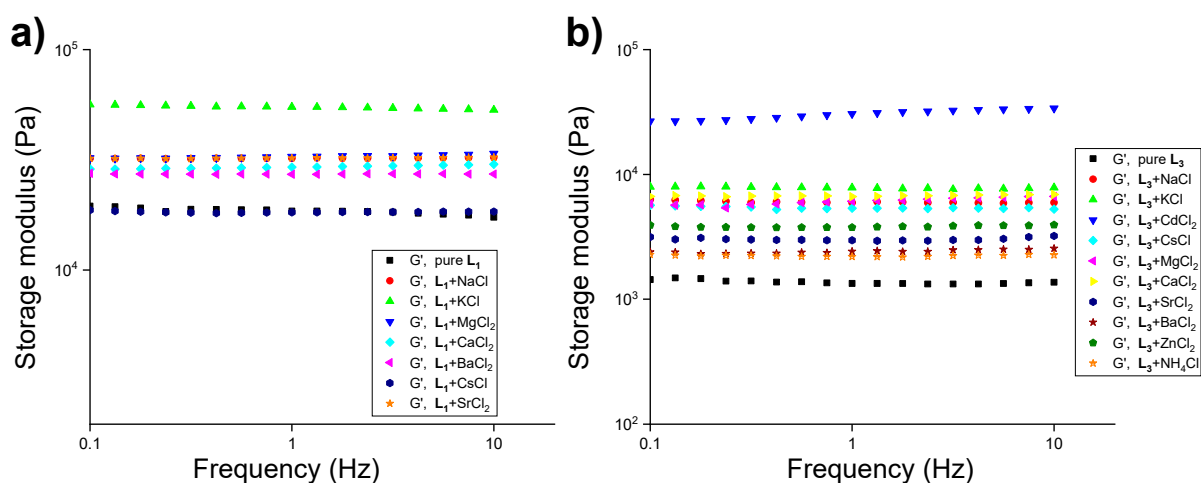 a)
10⁵
10⁴
Storage modulus (Pa)
0.1
1
10
Frequency (Hz)
G', pure L₁
G', L₁+NaCl
G', L₁+KCl
G', L₁+MgCl₂
G', L₁+CaCl₂
G', L₁+BaCl₂
G', L₁+CsCl
G', L₁+SrCl₂
b)
10⁵
10⁴
10³
10²
Storage modulus (Pa)
0.1
1
10
Frequency (Hz)
G', pure L₃
G', L₃+NaCl
G', L₃+KCl
G', L₃+CdCl₂
G', L₃+CsCl
G', L₃+MgCl₂
G', L₃+CaCl₂
G', L₃+SrCl₂
G', L₃+BaCl₂
G', L₃+ZnCl₂
G', L₃+NH₄Cl